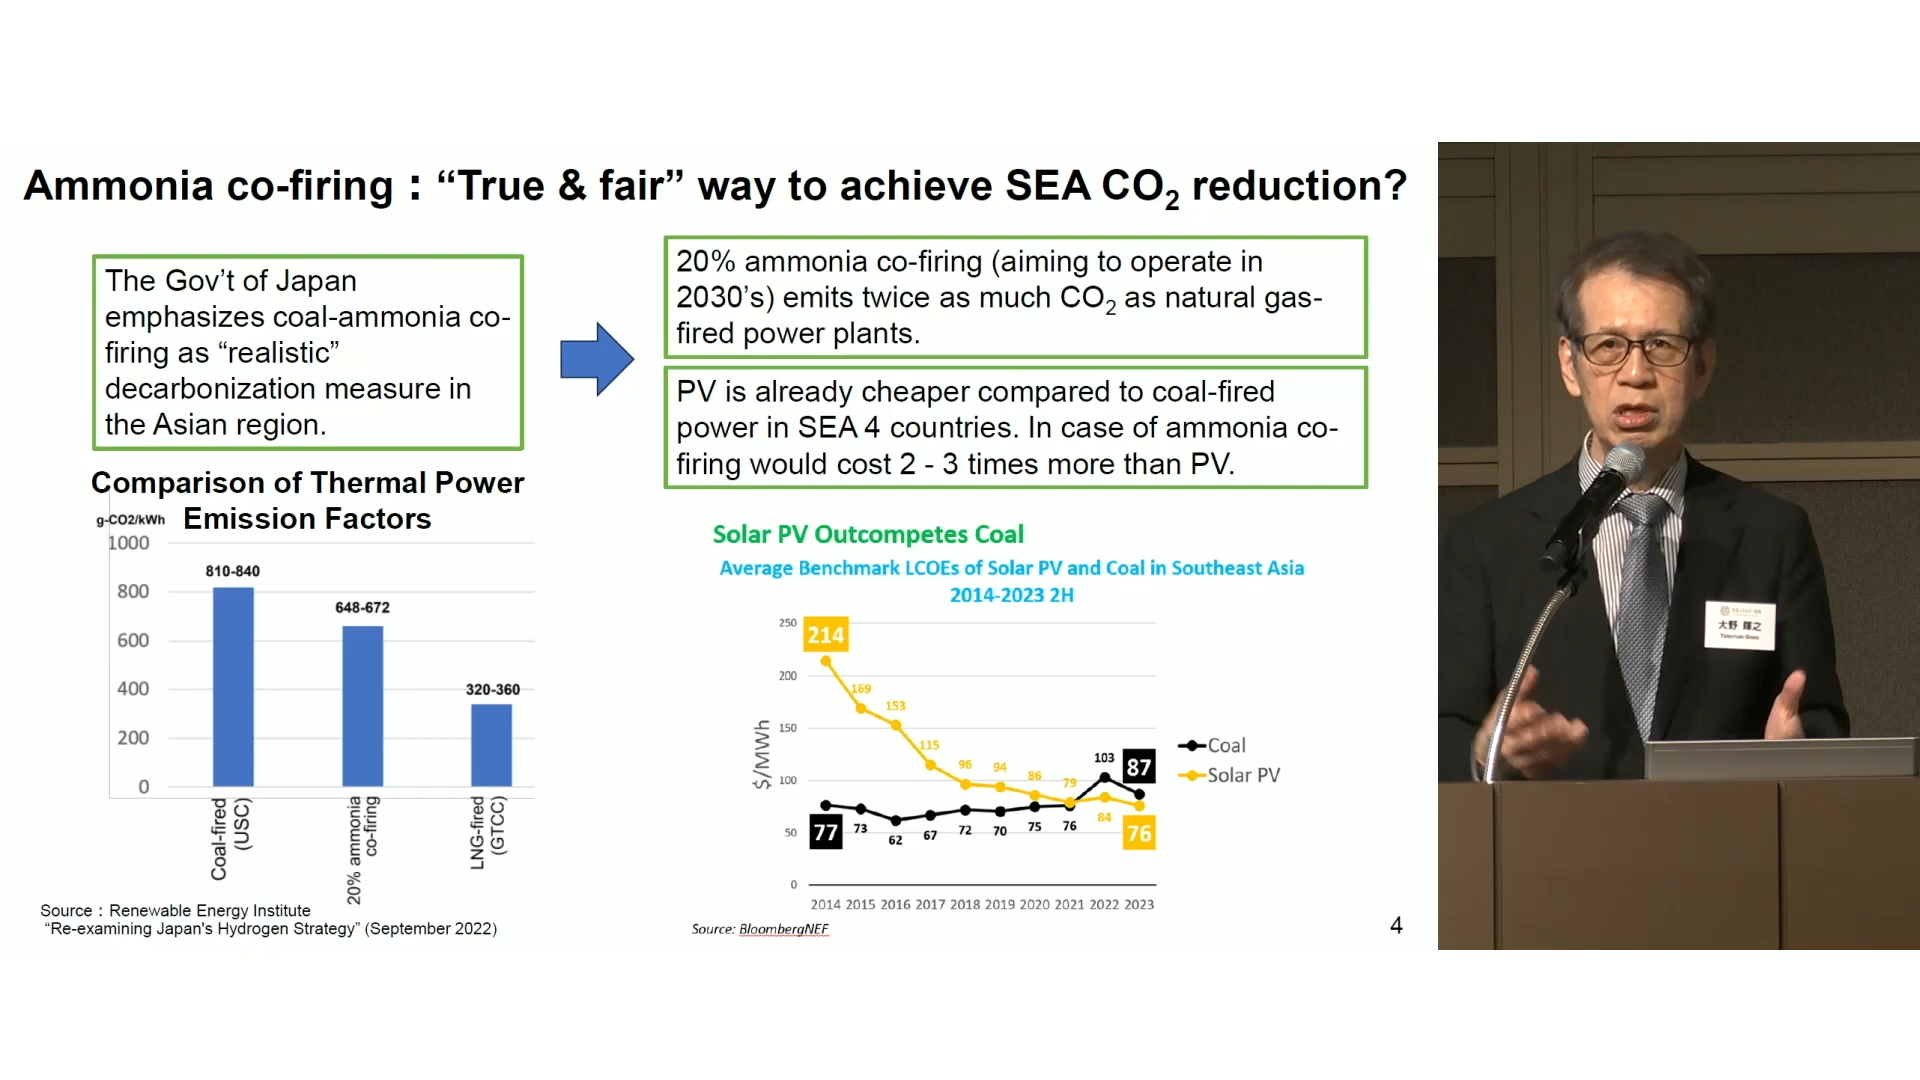 Ammonia co-firing：“True & fair” way to achieve SEA CO₂ reduction?
The Gov’t of Japan
emphasizes coal-ammonia co-
firing as “realistic”
decarbonization measure in
the Asian region.
20% ammonia co-firing (aiming to operate in
2030’s) emits twice as much CO₂ as natural gas-
fired power plants.
PV is already cheaper compared to coal-fired
power in SEA 4 countries. In case of ammonia co-
firing would cost 2 - 3 times more than PV.
Comparison of Thermal Power
Emission Factors
g-CO2/kWh
1000
800
600
400
200
0
810-840
648-672
320-360
Coal-fired
(USC)
20% ammonia
co-firing
LNG-fired
(GTCC)
Source：Renewable Energy Institute
“Re-examining Japan's Hydrogen Strategy” (September 2022)
Solar PV Outcompetes Coal
Average Benchmark LCOEs of Solar PV and Coal in Southeast Asia
2014-2023 2H
$/MWh
250
200
150
100
50
0
214
169
153
115
96
94
86
79
84
76
77
73
62
67
72
70
75
76
103
87
Coal
Solar PV
2014 2015 2016 2017 2018 2019 2020 2021 2022 2023
Source: BloombergNEF
4
大野 輝之